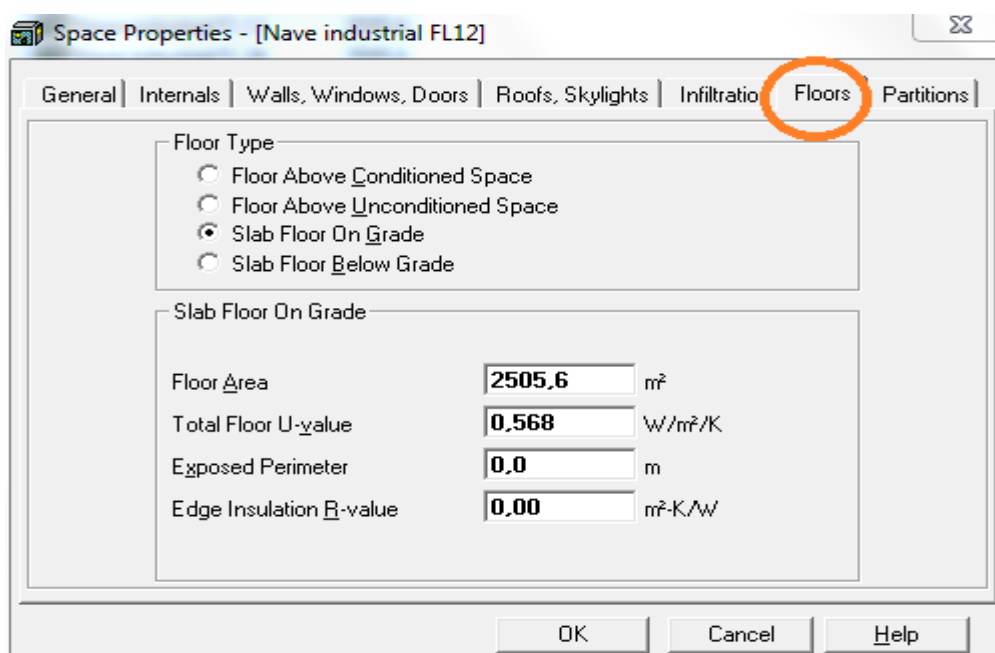 Space Properties - [Nave industrial FL12]
General Internals Walls, Windows, Doors Roofs, Skylights Infiltration Floors Partitions
Floor Type
Floor Above Conditioned Space
Floor Above Unconditioned Space
Slab Floor On Grade
Slab Floor Below Grade
Slab Floor On Grade
Floor Area 2505,6 m²
Total Floor U-value 0,568 W/m²/K
Exposed Perimeter 0,0 m
Edge Insulation R-value 0,00 m²-K/W
OK Cancel Help